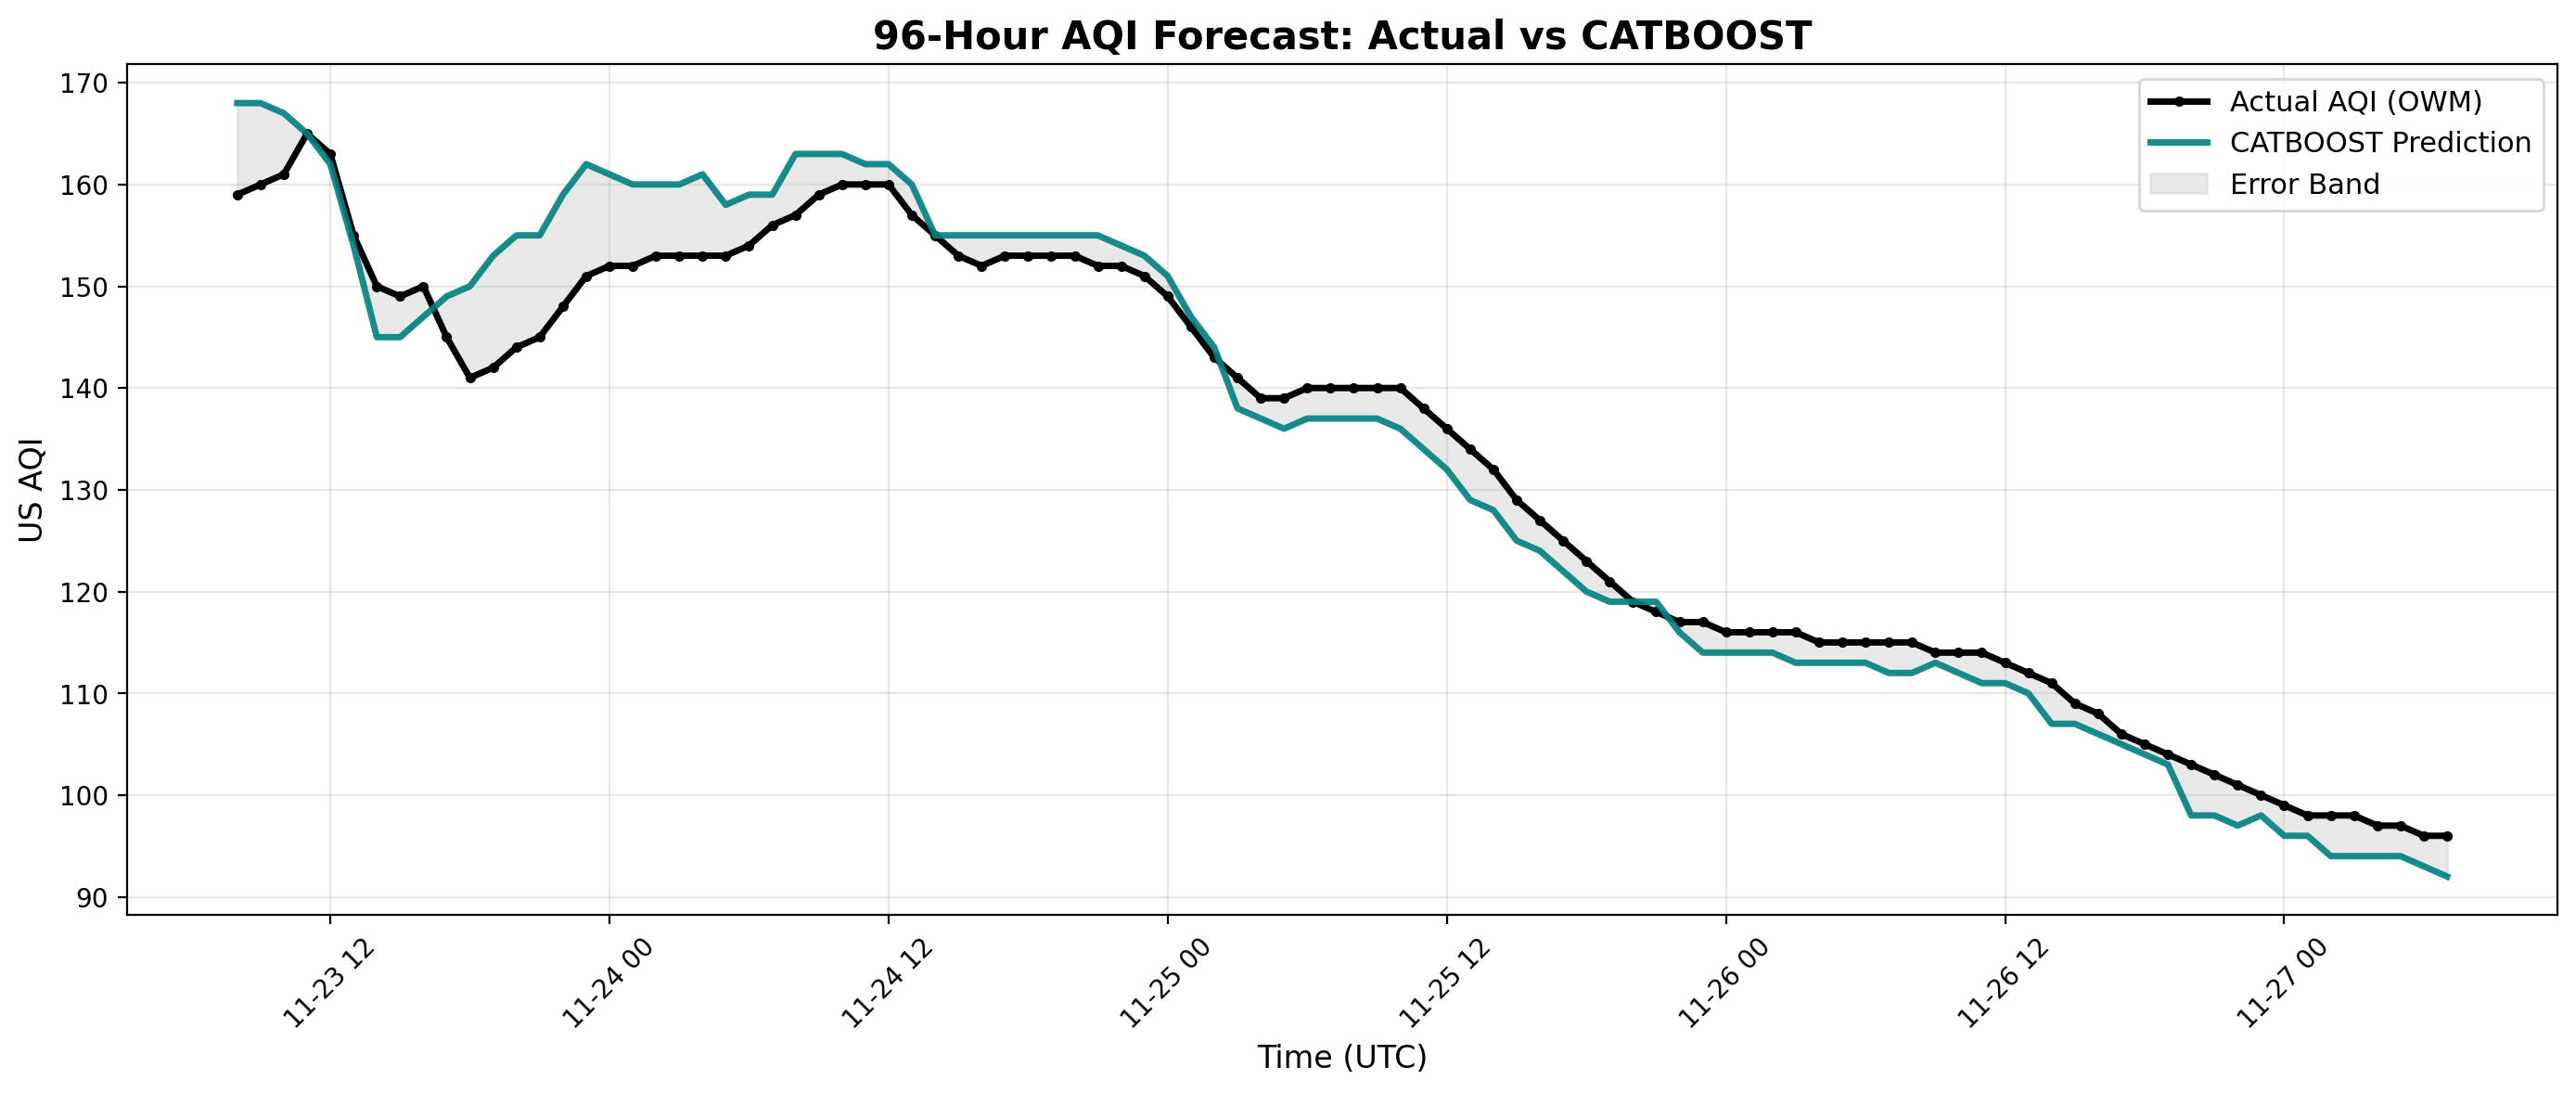 96-Hour AQI Forecast: Actual vs CATBOOST
170
160
150
140
130
120
110
100
90
US AQI
Actual AQI (OWM)
CATBOOST Prediction
Error Band
11-23 12
11-24 00
11-24 12
11-25 00
11-25 12
11-26 00
11-26 12
11-27 00
Time (UTC)